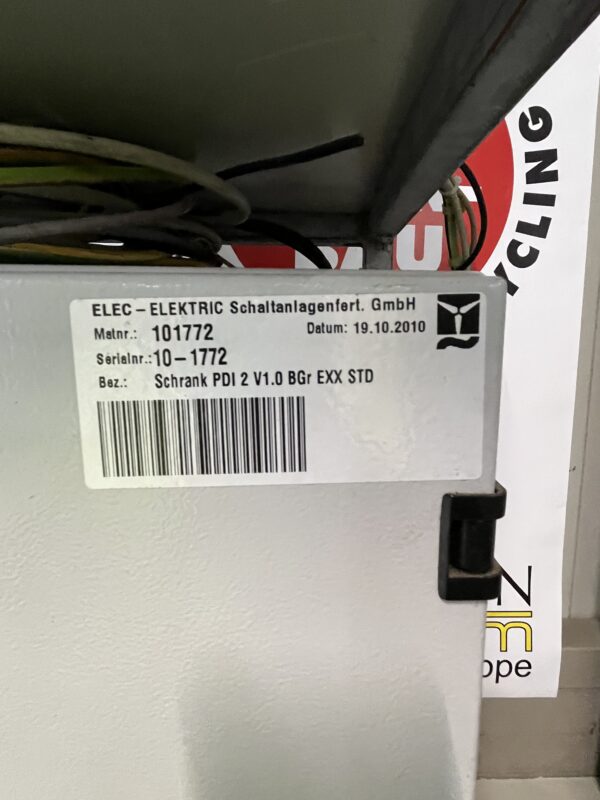 ELEC – ELEKTRIC Schaltanlagenfert. GmbH
Matnr.: 101772
Datum: 19.10.2010
Serialnr.:10–1772
Bez.: Schrank PDI 2 V1.0 BGr EXX STD